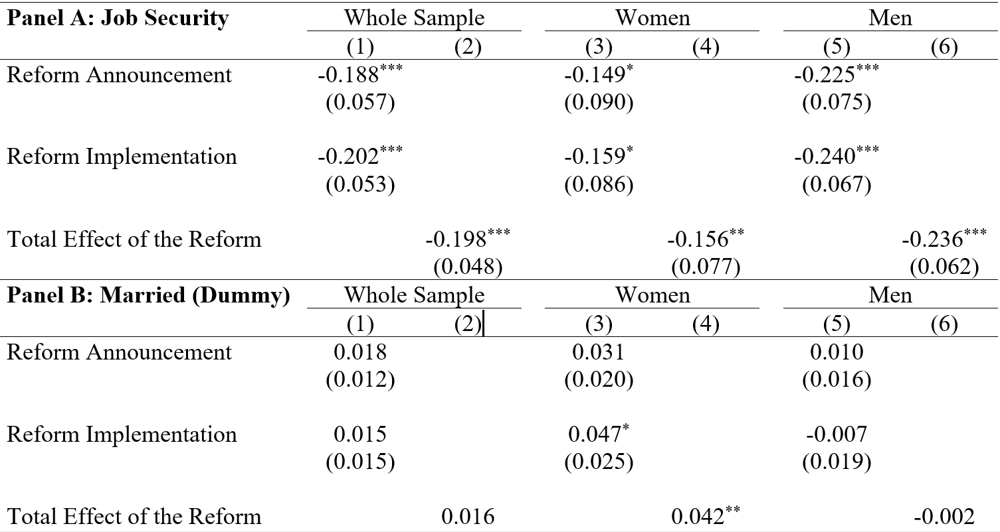 Panel A: Job Security Whole Sample Women Men
(1) (2) (3) (4) (5) (6)
Reform Announcement -0.188*** -0.149* -0.225***
(0.057) (0.090) (0.075)
Reform Implementation -0.202*** -0.159* -0.240***
(0.053) (0.086) (0.067)
Total Effect of the Reform -0.198*** -0.156** -0.236***
(0.048) (0.077) (0.062)
Panel B: Married (Dummy) Whole Sample Women Men
(1) (2) (3) (4) (5) (6)
Reform Announcement 0.018 0.031 0.010
(0.012) (0.020) (0.016)
Reform Implementation 0.015 0.047* -0.007
(0.015) (0.025) (0.019)
Total Effect of the Reform 0.016 0.042** -0.002